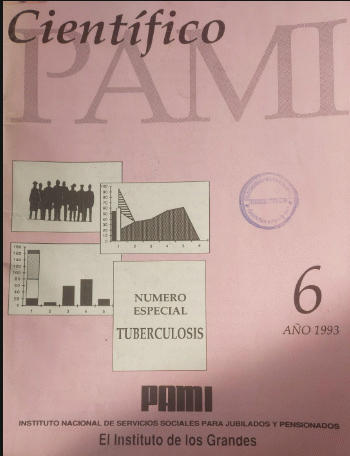 Científico
PAMI
NUMERO
ESPECIAL
TUBERCULOSIS
6
AÑO 1993
PAMI
INSTITUTO NACIONAL DE SERVICIOS SOCIALES PARA JUBILADOS Y PENSIONADOS
El Instituto de los Grandes